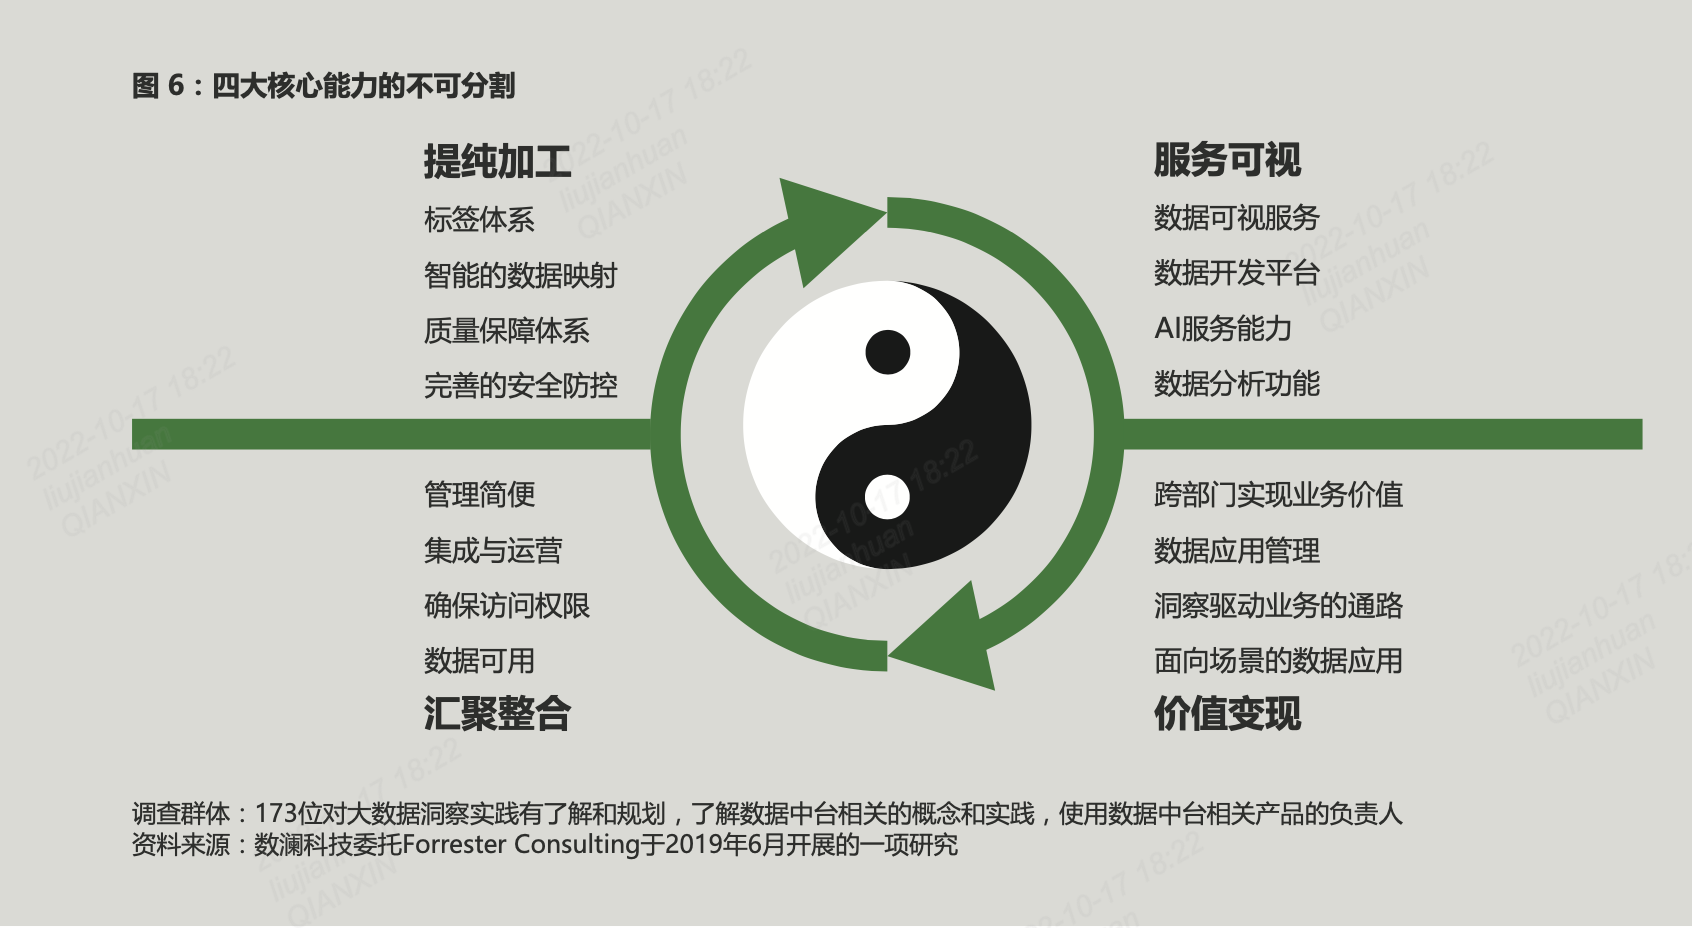 图 6：四大核心能力的不可分割
提纯加工
标签体系
智能的数据映射
质量保障体系
完善的安全防控
服务可视
数据可视服务
数据开发平台
AI服务能力
数据分析功能
管理简便
集成与运营
确保访问权限
数据可用
汇聚整合
跨部门实现业务价值
数据应用管理
洞察驱动业务的通路
面向场景的数据应用
价值变现
调查群体：173位对大数据洞察实践有了解和规划，了解数据中台相关的概念和实践，使用数据中台相关产品的负责人
资料来源：数澜科技委托Forrester Consulting于2019年6月开展的一项研究
2022-10-17 18:22
liujianhuan
QIANXIN